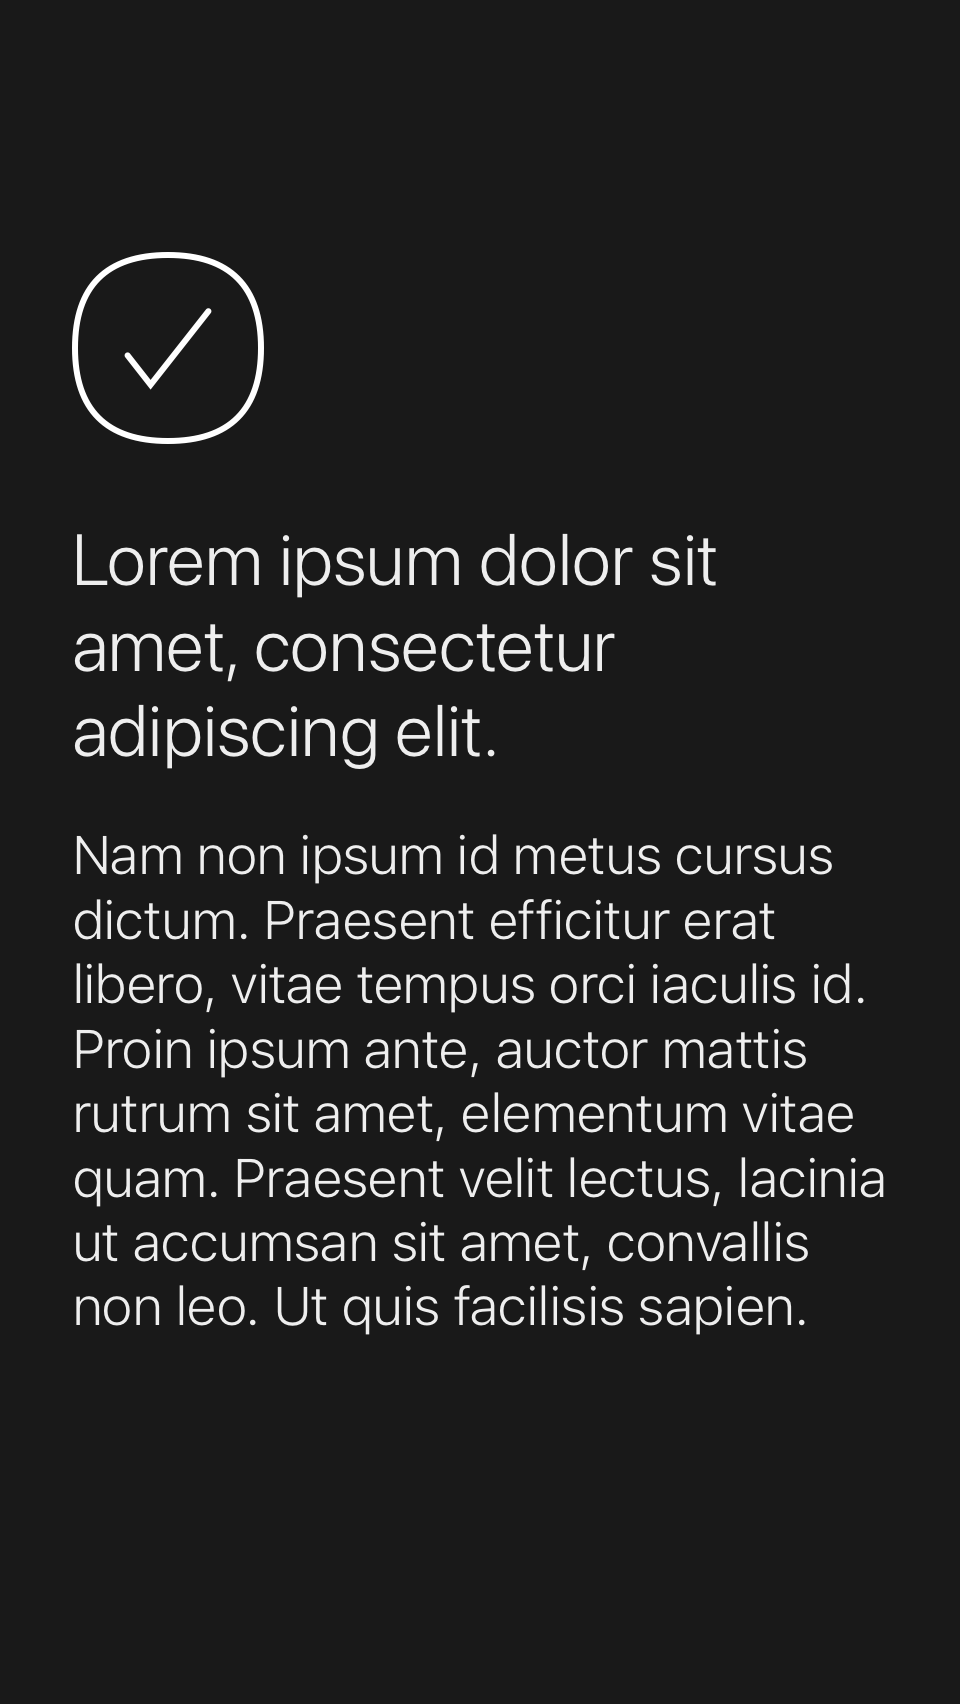 Lorem ipsum dolor sit
amet, consectetur
adipiscing elit.
Nam non ipsum id metus cursus
dictum. Praesent efficitur erat
libero, vitae tempus orci iaculis id.
Proin ipsum ante, auctor mattis
rutrum sit amet, elementum vitae
quam. Praesent velit lectus, lacinia
ut accumsan sit amet, convallis
non leo. Ut quis facilisis sapien.